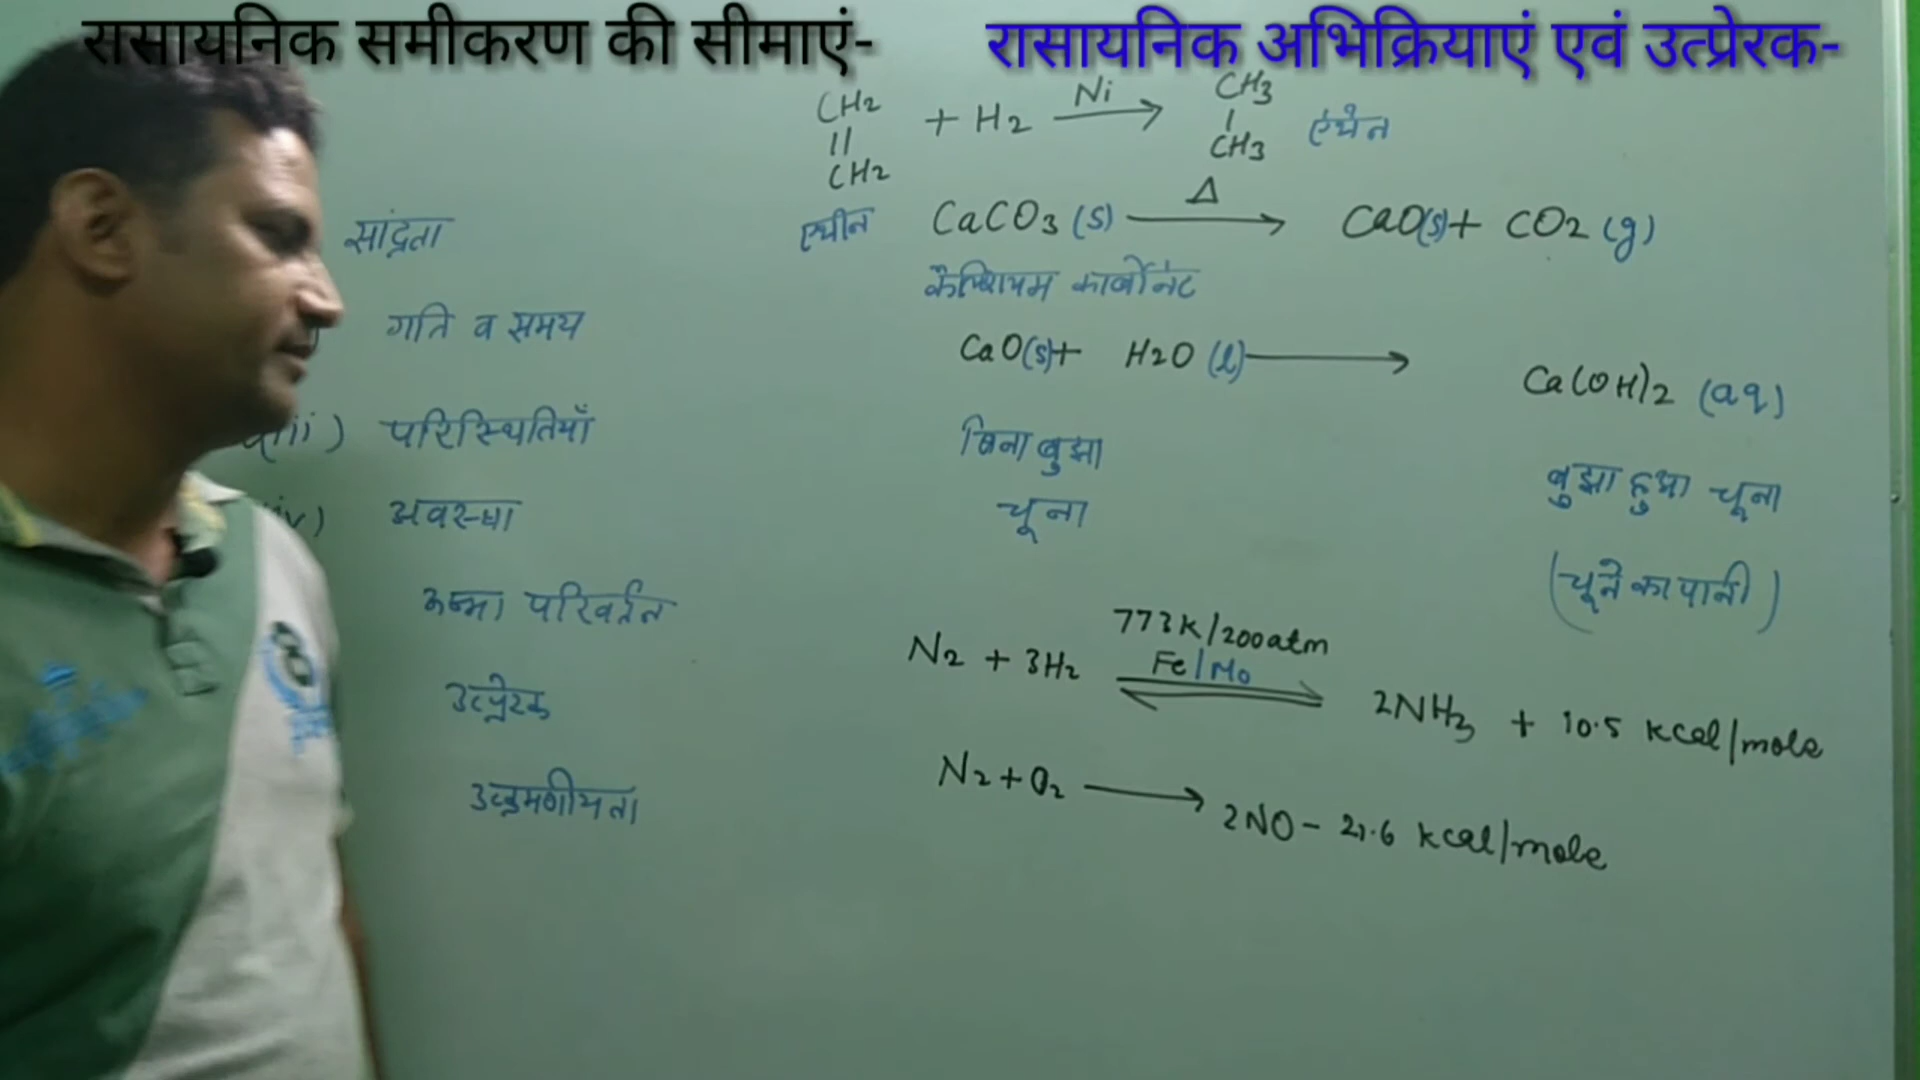 रासायनिक समीकरण की सीमाएं-
रासायनिक अभिक्रियाएं एवं उत्प्रेरक-
सांद्रता
गति व समय
iii) परिस्थितियाँ
iv) अवस्था
ऊष्मा परिवर्तन
उत्प्रेरक
उत्क्रमणीयता
CH2 + H2 Ni → CH3 एथेन
||
CH2 CH3
एथीन
CaCO3 (s) Δ → CaO(s)+ CO2 (g)
कैल्शियम कार्बोनेट
CaO(s)+ H2O (l) → Ca(OH)2 (aq)
बिना बुझा
चूना
बुझा हुआ चूना
(चूने का पानी)
773K/200atm
Fe/Mo
N2 + 3H2 ⇌ 2NH3 + 10.5 kcal/mole
N2+O2 → 2NO- 21.6 kcal/mole